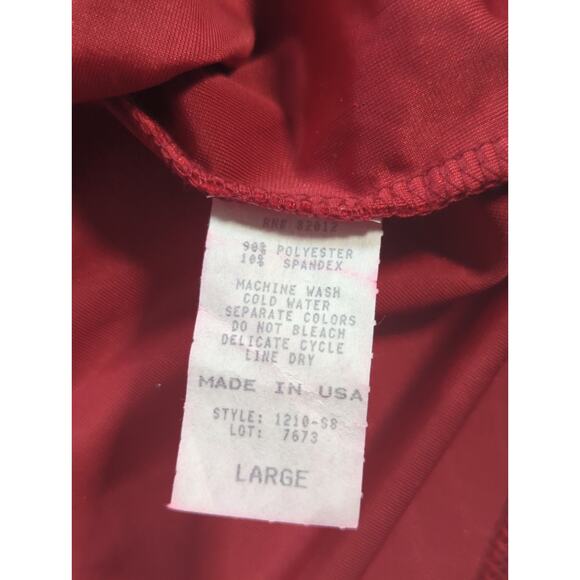 RN# 82012
90% POLYESTER
10% SPANDEX
MACHINE WASH
COLD WATER
SEPARATE COLORS
DO NOT BLEACH
DELICATE CYCLE
LINE DRY
MADE IN USA
STYLE: 1210-S8
LOT: 7673
LARGE